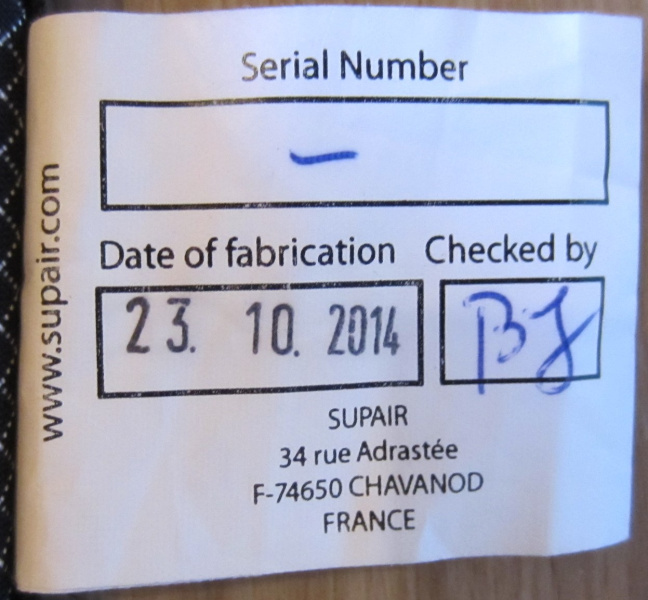 Serial Number
—
Date of fabrication Checked by
23. 10. 2014 BJ
SUPAIR
34 rue Adrastée
F-74650 CHAVANOD
FRANCE
www.supair.com